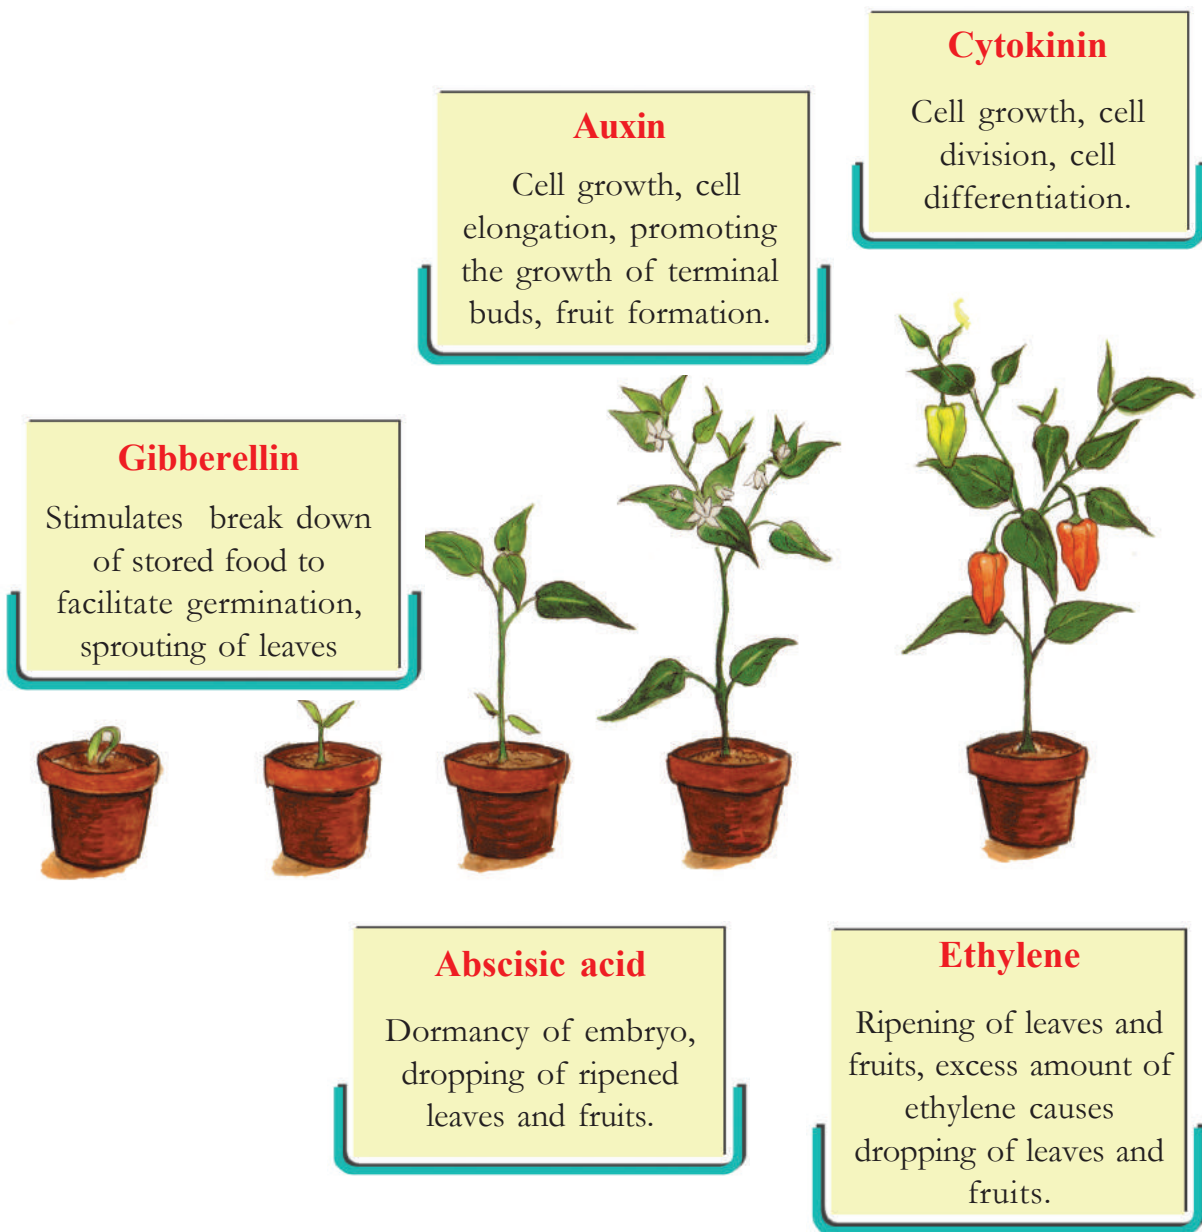 Cytokinin
Cell growth, cell
division, cell
differentiation.
Auxin
Cell growth, cell
elongation, promoting
the growth of terminal
buds, fruit formation.
Gibberellin
Stimulates break down
of stored food to
facilitate germination,
sprouting of leaves
Abscisic acid
Dormancy of embryo,
dropping of ripened
leaves and fruits.
Ethylene
Ripening of leaves and
fruits, excess amount of
ethylene causes
dropping of leaves and
fruits.